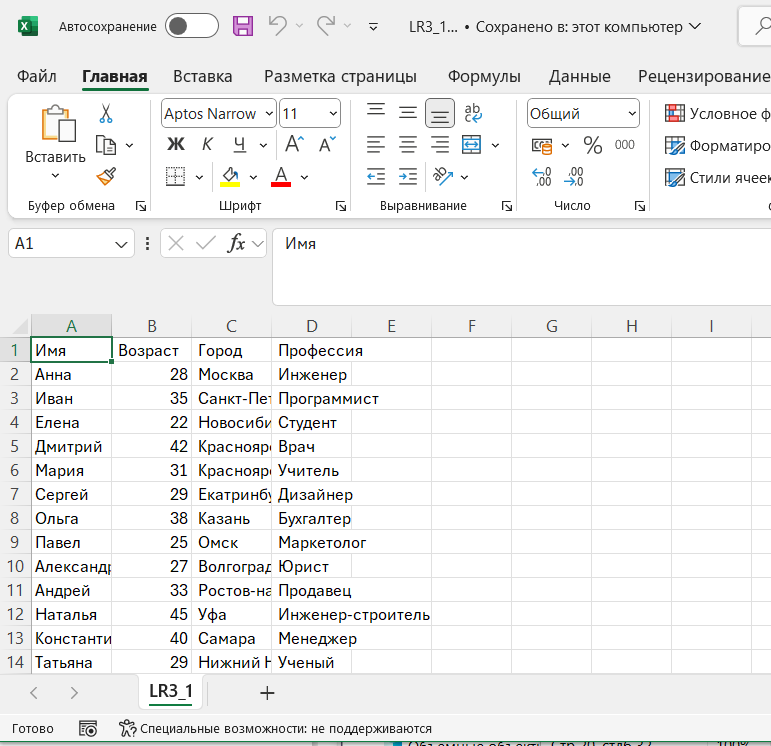 Автосохранение LR3_1... • Сохранено в: этот компьютер
Файл Главная Вставка Разметка страницы Формулы Данные Рецензирование
Вставить
Буфер обмена
Aptos Narrow 11
Ж К Ч A A
A
Шрифт
ab
Выравнивание
Общий
% 000
Число
Условное ф
Форматиро
Стили ячеек
A1 fx Имя
A B C D E F G H I
1 Имя Возраст Город Профессия
2 Анна 28 Москва Инженер
3 Иван 35 Санкт-Пет Программист
4 Елена 22 Новосиби Студент
5 Дмитрий 42 Краснояро Врач
6 Мария 31 Краснояро Учитель
7 Сергей 29 Екатринбу Дизайнер
8 Ольга 38 Казань Бухгалтер
9 Павел 25 Омск Маркетолог
10 Александр 27 Волгоград Юрист
11 Андрей 33 Ростов-на Продавец
12 Наталья 45 Уфа Инженер-строитель
13 Константи 40 Самара Менеджер
14 Татьяна 29 Нижний Н Ученый
LR3_1
Готово Специальные возможности: не поддерживаются